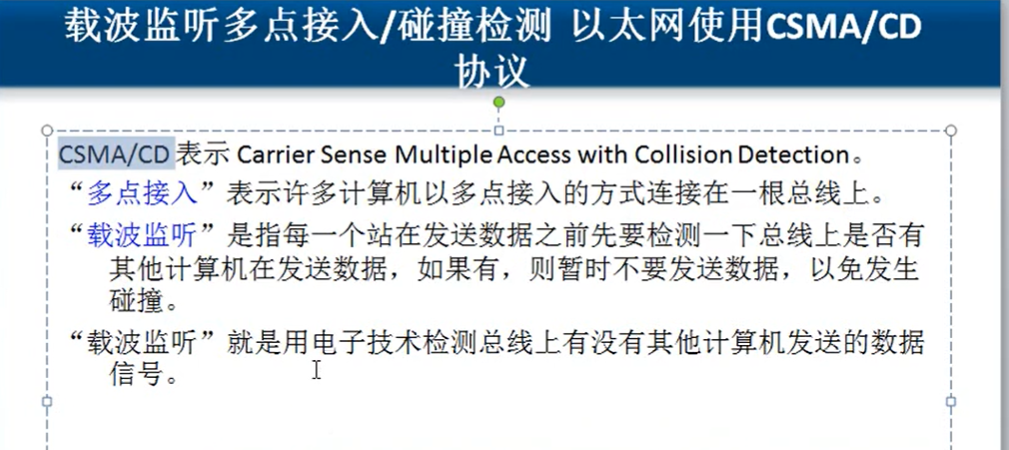 载波监听多点接入/碰撞检测 以太网使用CSMA/CD
协议
CSMA/CD 表示 Carrier Sense Multiple Access with Collision Detection。
“多点接入”表示许多计算机以多点接入的方式连接在一根总线上。
“载波监听”是指每一个站在发送数据之前先要检测一下总线上是否有
其他计算机在发送数据，如果有，则暂时不要发送数据，以免发生
碰撞。
“载波监听”就是用电子技术检测总线上有没有其他计算机发送的数据
信号。